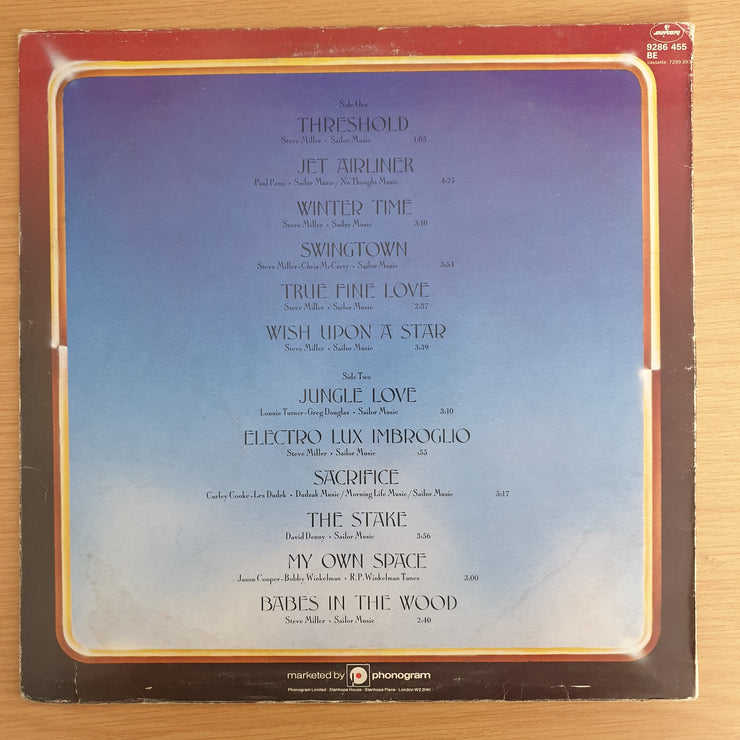 mercury
9286 455
BE
cassette: 7299 393
Side One
THRESHOLD
Steve Miller • Sailor Music 1:05
JET AIRLINER
Paul Pena • Sailor Music/No Thought Music 4:25
WINTER TIME
Steve Miller • Sailor Music 3:10
SWINGTOWN
Steve Miller-Chris McCarty • Sailor Music 3:54
TRUE FINE LOVE
Steve Miller • Sailor Music 2:37
WISH UPON A STAR
Steve Miller • Sailor Music 3:39
Side Two
JUNGLE LOVE
Lonnie Turner-Greg Douglas • Sailor Music 3:10
ELECTRO LUX IMBROGLIO
Steve Miller • Sailor Music :55
SACRIFICE
Curley Cooke-Les Dudek • Dudzak Music/Morning Life Music/Sailor Music 5:17
THE STAKE
David Denny • Sailor Music 3:56
MY OWN SPACE
Jason Cooper-Bobby Winkelman • R.P. Winkelman Tunes 3:00
BABES IN THE WOOD
Steve Miller • Sailor Music 2:40
marketed by phonogram
Phonogram Limited · Stanhope House · Stanhope Place · London W2 2HH